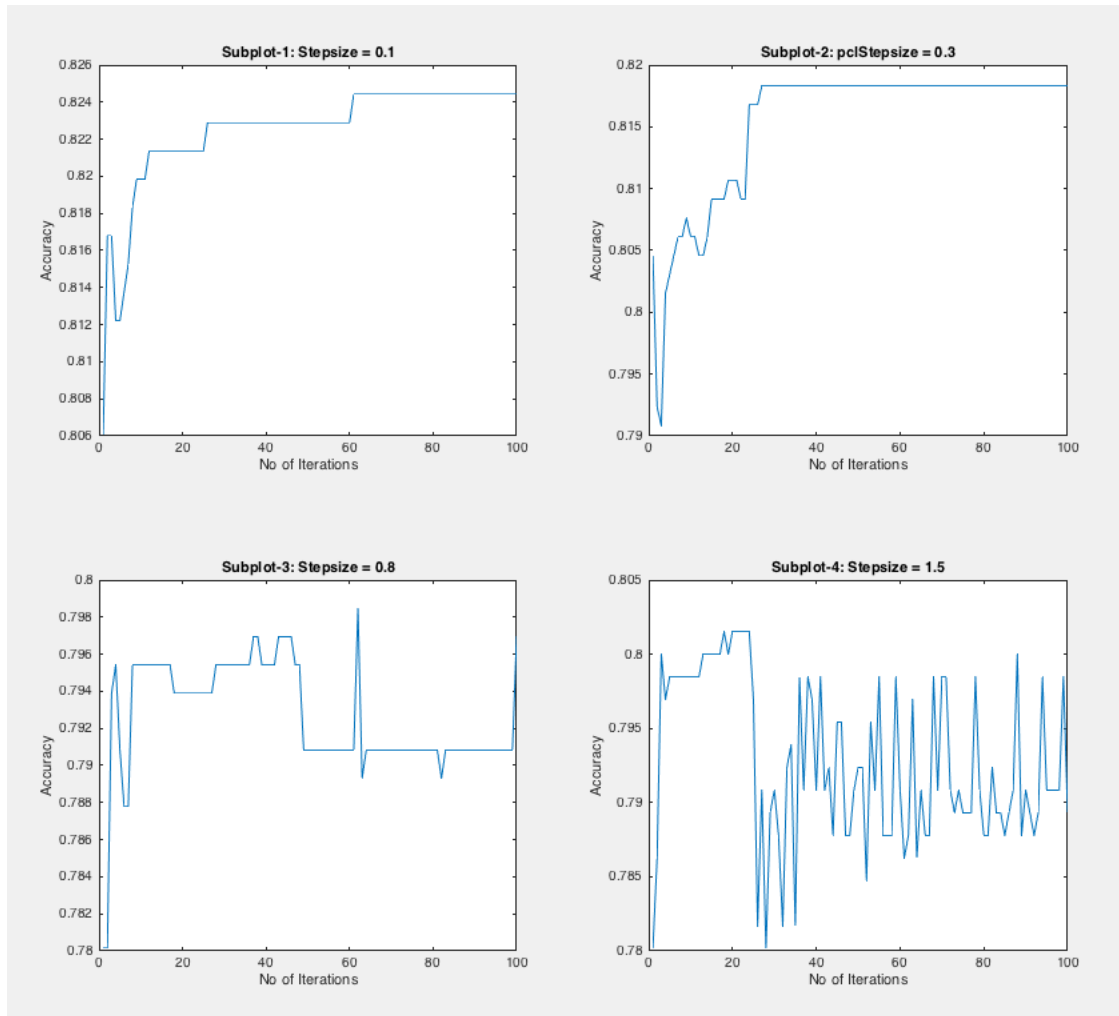 Subplot-1: Stepsize = 0.1
0.826
0.824
0.822
0.82
0.818
0.816
0.814
0.812
0.81
0.808
0.806
Accuracy
0 20 40 60 80 100
No of Iterations
Subplot-2: pclStepsize = 0.3
0.82
0.815
0.81
0.805
0.8
0.795
0.79
Accuracy
0 20 40 60 80 100
No of Iterations
Subplot-3: Stepsize = 0.8
0.8
0.798
0.796
0.794
0.792
0.79
0.788
0.786
0.784
0.782
0.78
Accuracy
0 20 40 60 80 100
No of Iterations
Subplot-4: Stepsize = 1.5
0.805
0.8
0.795
0.79
0.785
0.78
Accuracy
0 20 40 60 80 100
No of Iterations